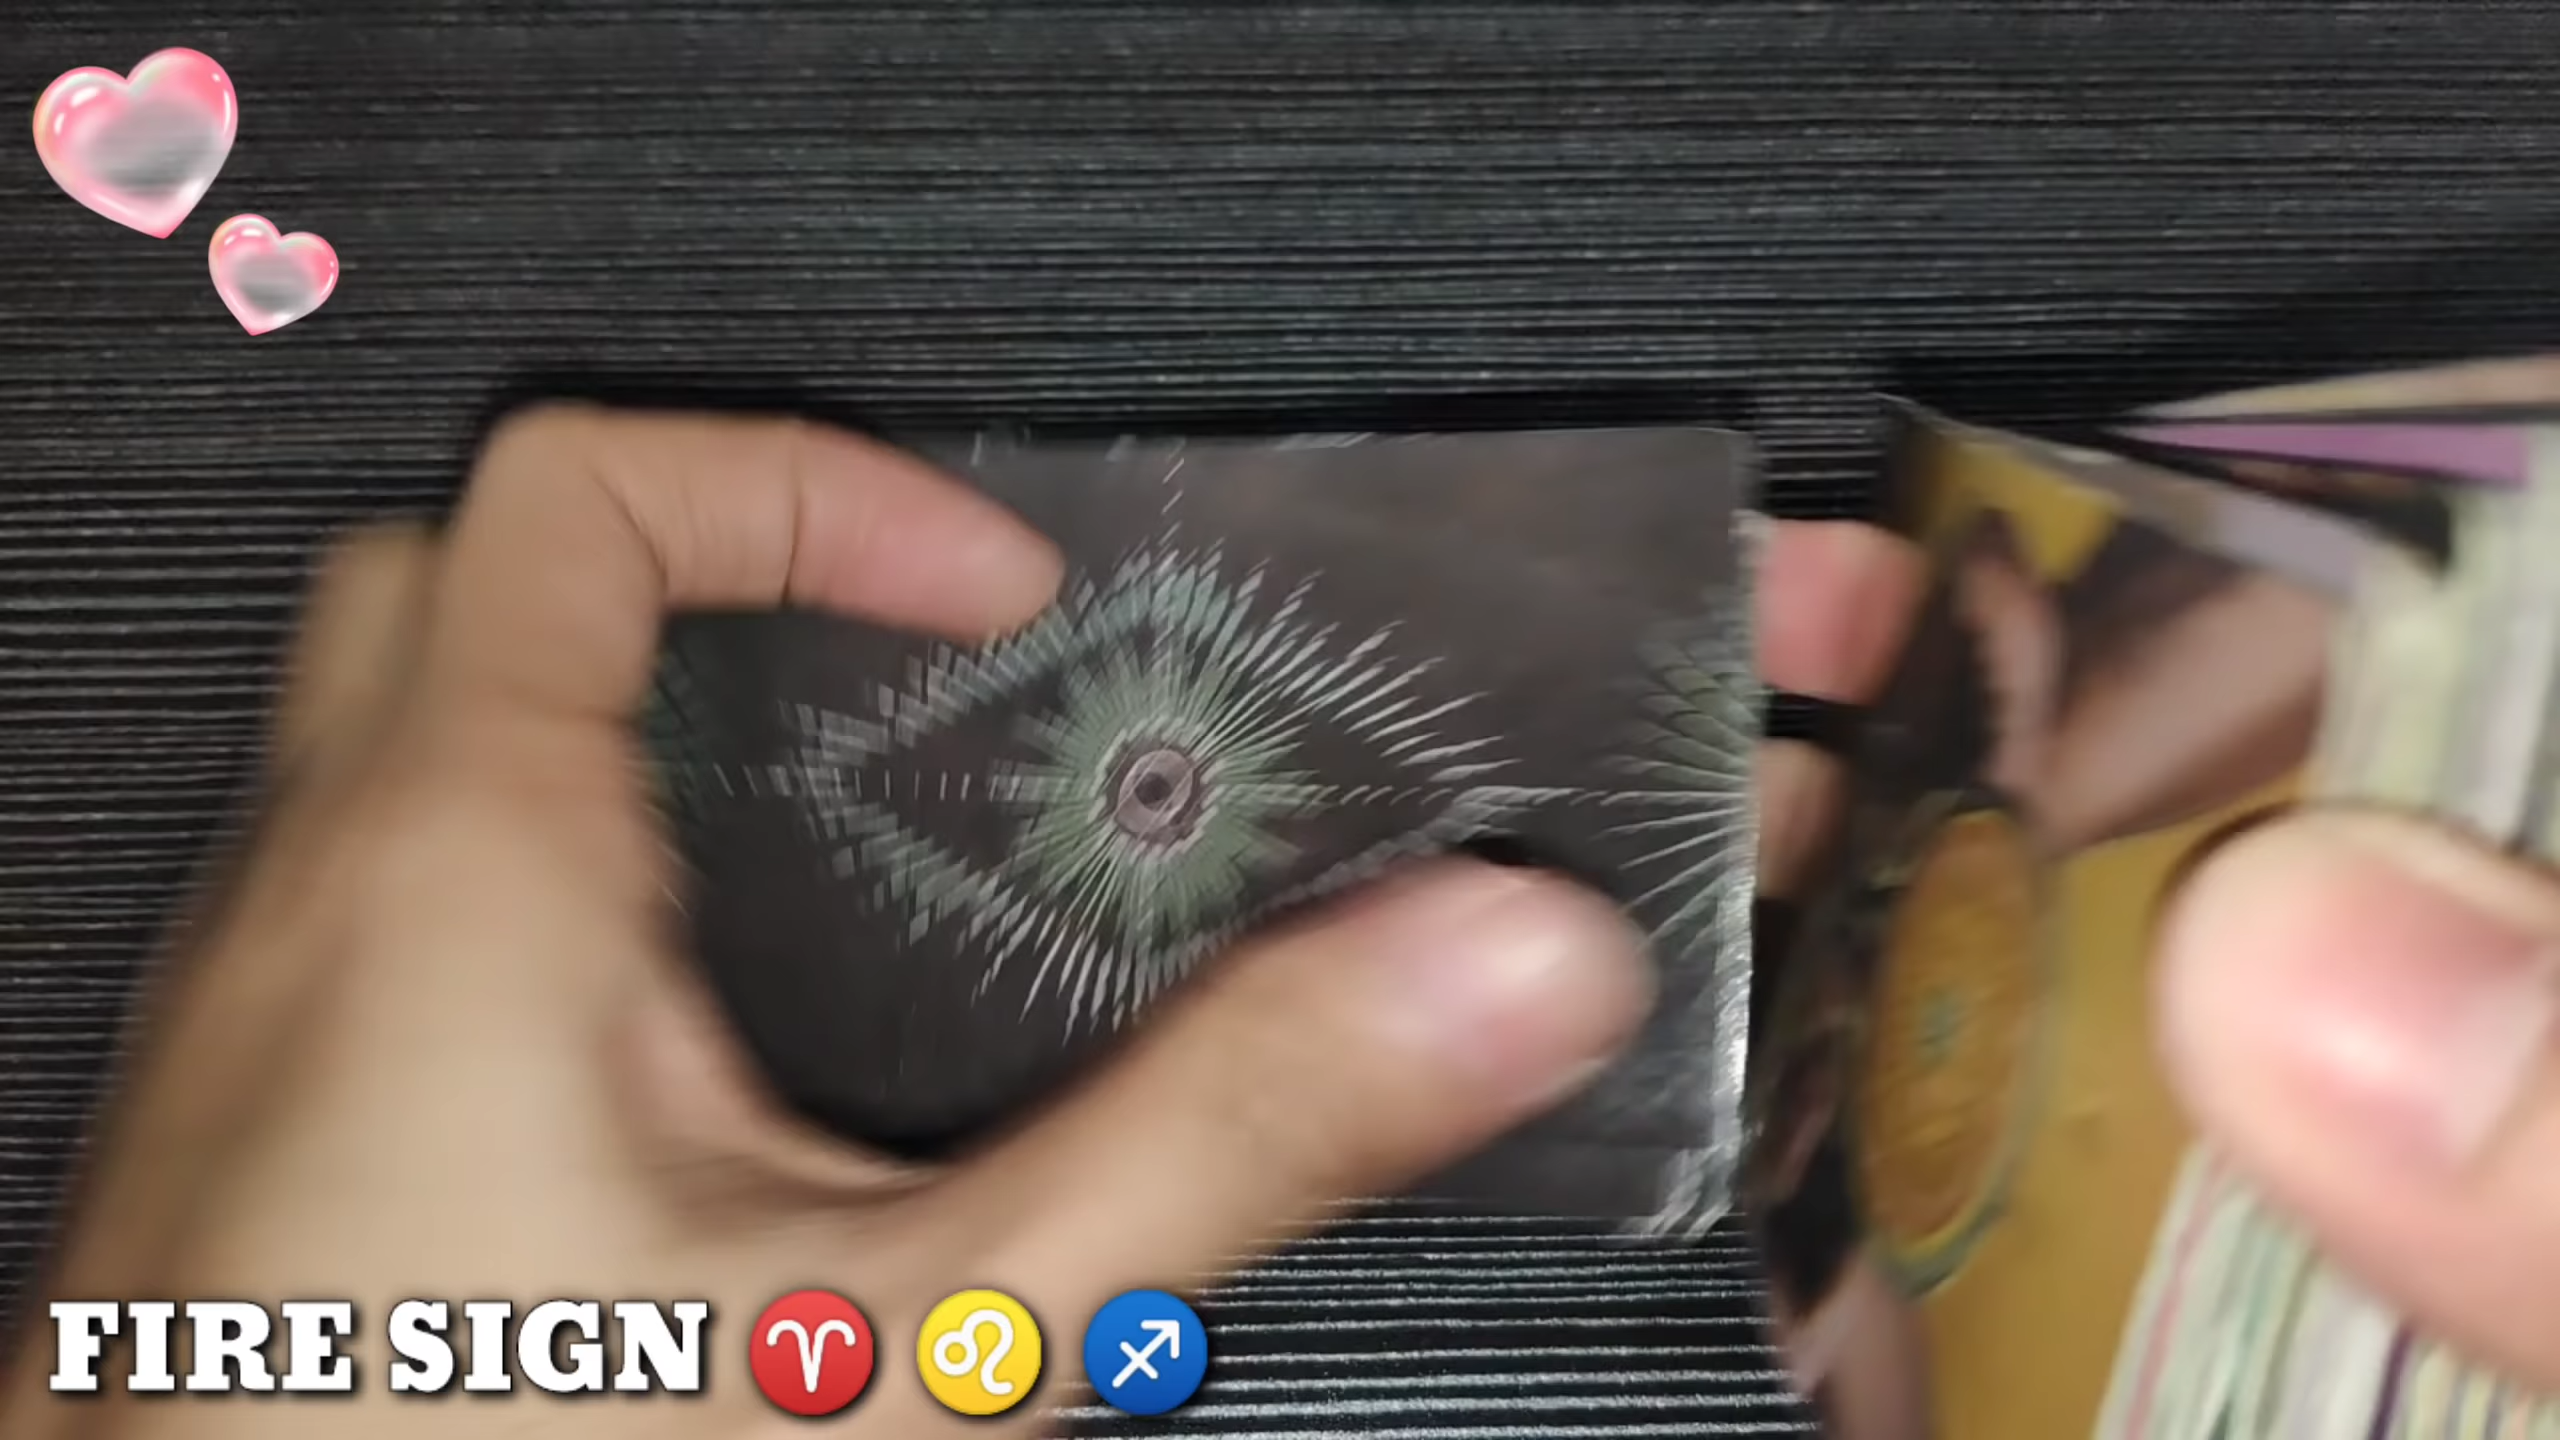 FIRE SIGN ♈ ♌ ♐